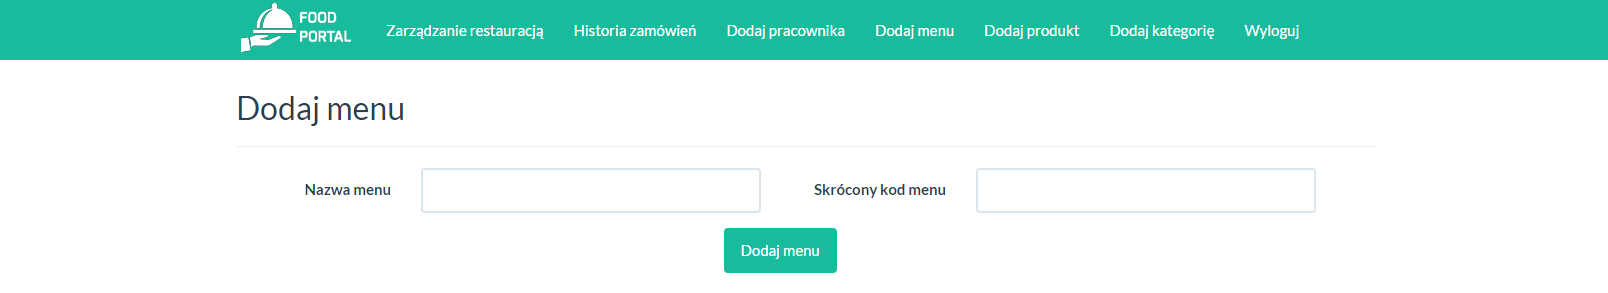 FOOD
PORTAL
Zarządzanie restauracją Historia zamówień Dodaj pracownika Dodaj menu Dodaj produkt Dodaj kategorię Wyloguj
Dodaj menu
Nazwa menu Skrócony kod menu
Dodaj menu